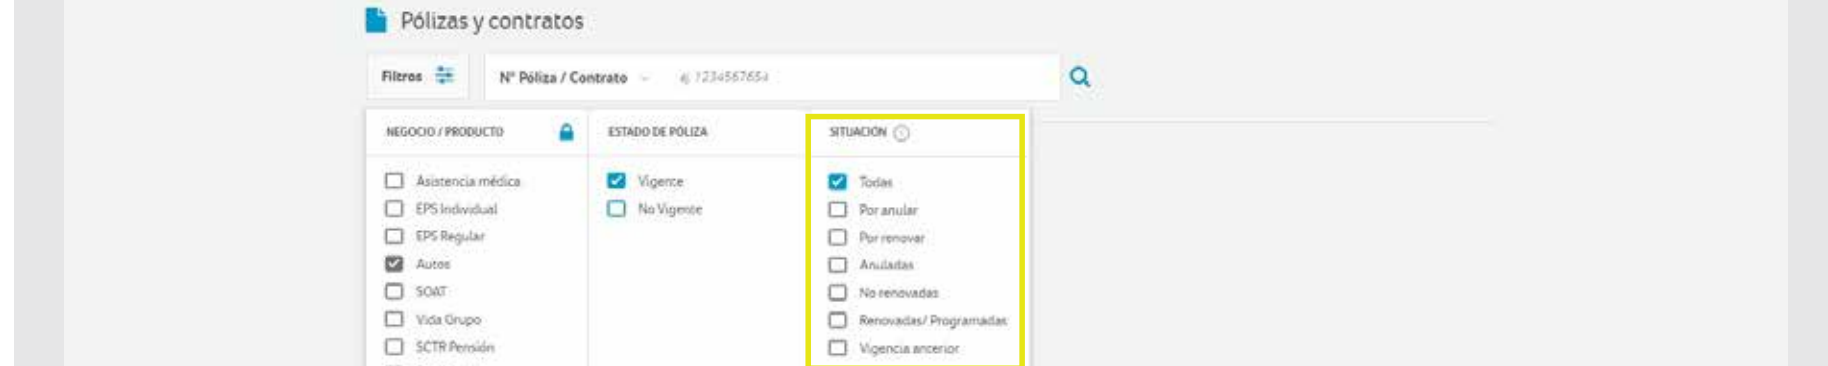 Pólizas y contratos
Filtros
N° Póliza / Contrato
ej 1234567654
NEGOCIO / PRODUCTO
ESTADO DE PÓLIZA
SITUACIÓN
Asistencia médica
Vigente
Todas
EPS Individual
No Vigente
Por anular
EPS Regular
Por renovar
Autos
Anuladas
SOAT
No renovadas
Vida Grupo
Renovadas/ Programadas
SCTR Pensión
Vigencia anterior